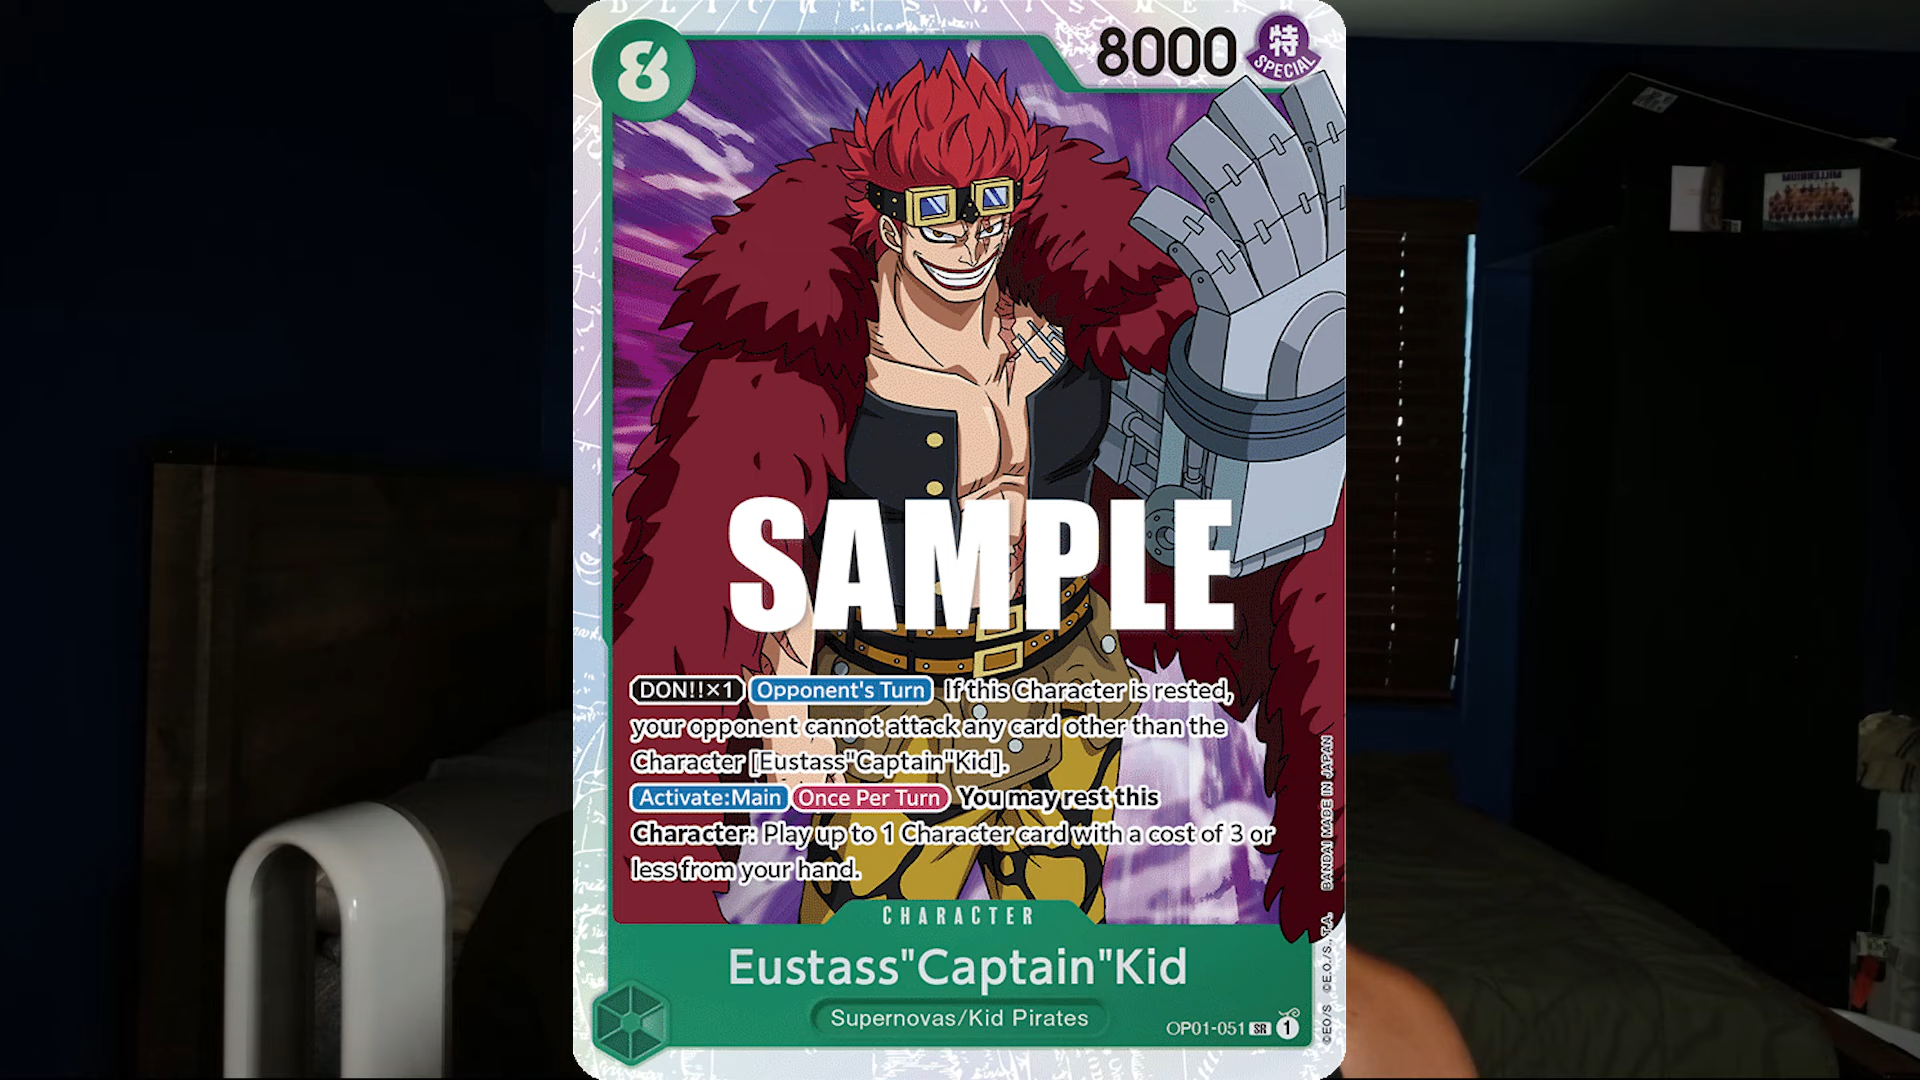 8
8000
特
SPECIAL
SAMPLE
DON!!×1 Opponent's Turn If this Character is rested,
your opponent cannot attack any card other than the
Character [Eustass"Captain"Kid].
Activate:Main Once Per Turn You may rest this
Character: Play up to 1 Character card with a cost of 3 or
less from your hand.
CHARACTER
Eustass"Captain"Kid
Supernovas/Kid Pirates
OP01-051 SR 1
©E.O./S ©E.O./S., T.A. BANDAI MADE IN JAPAN